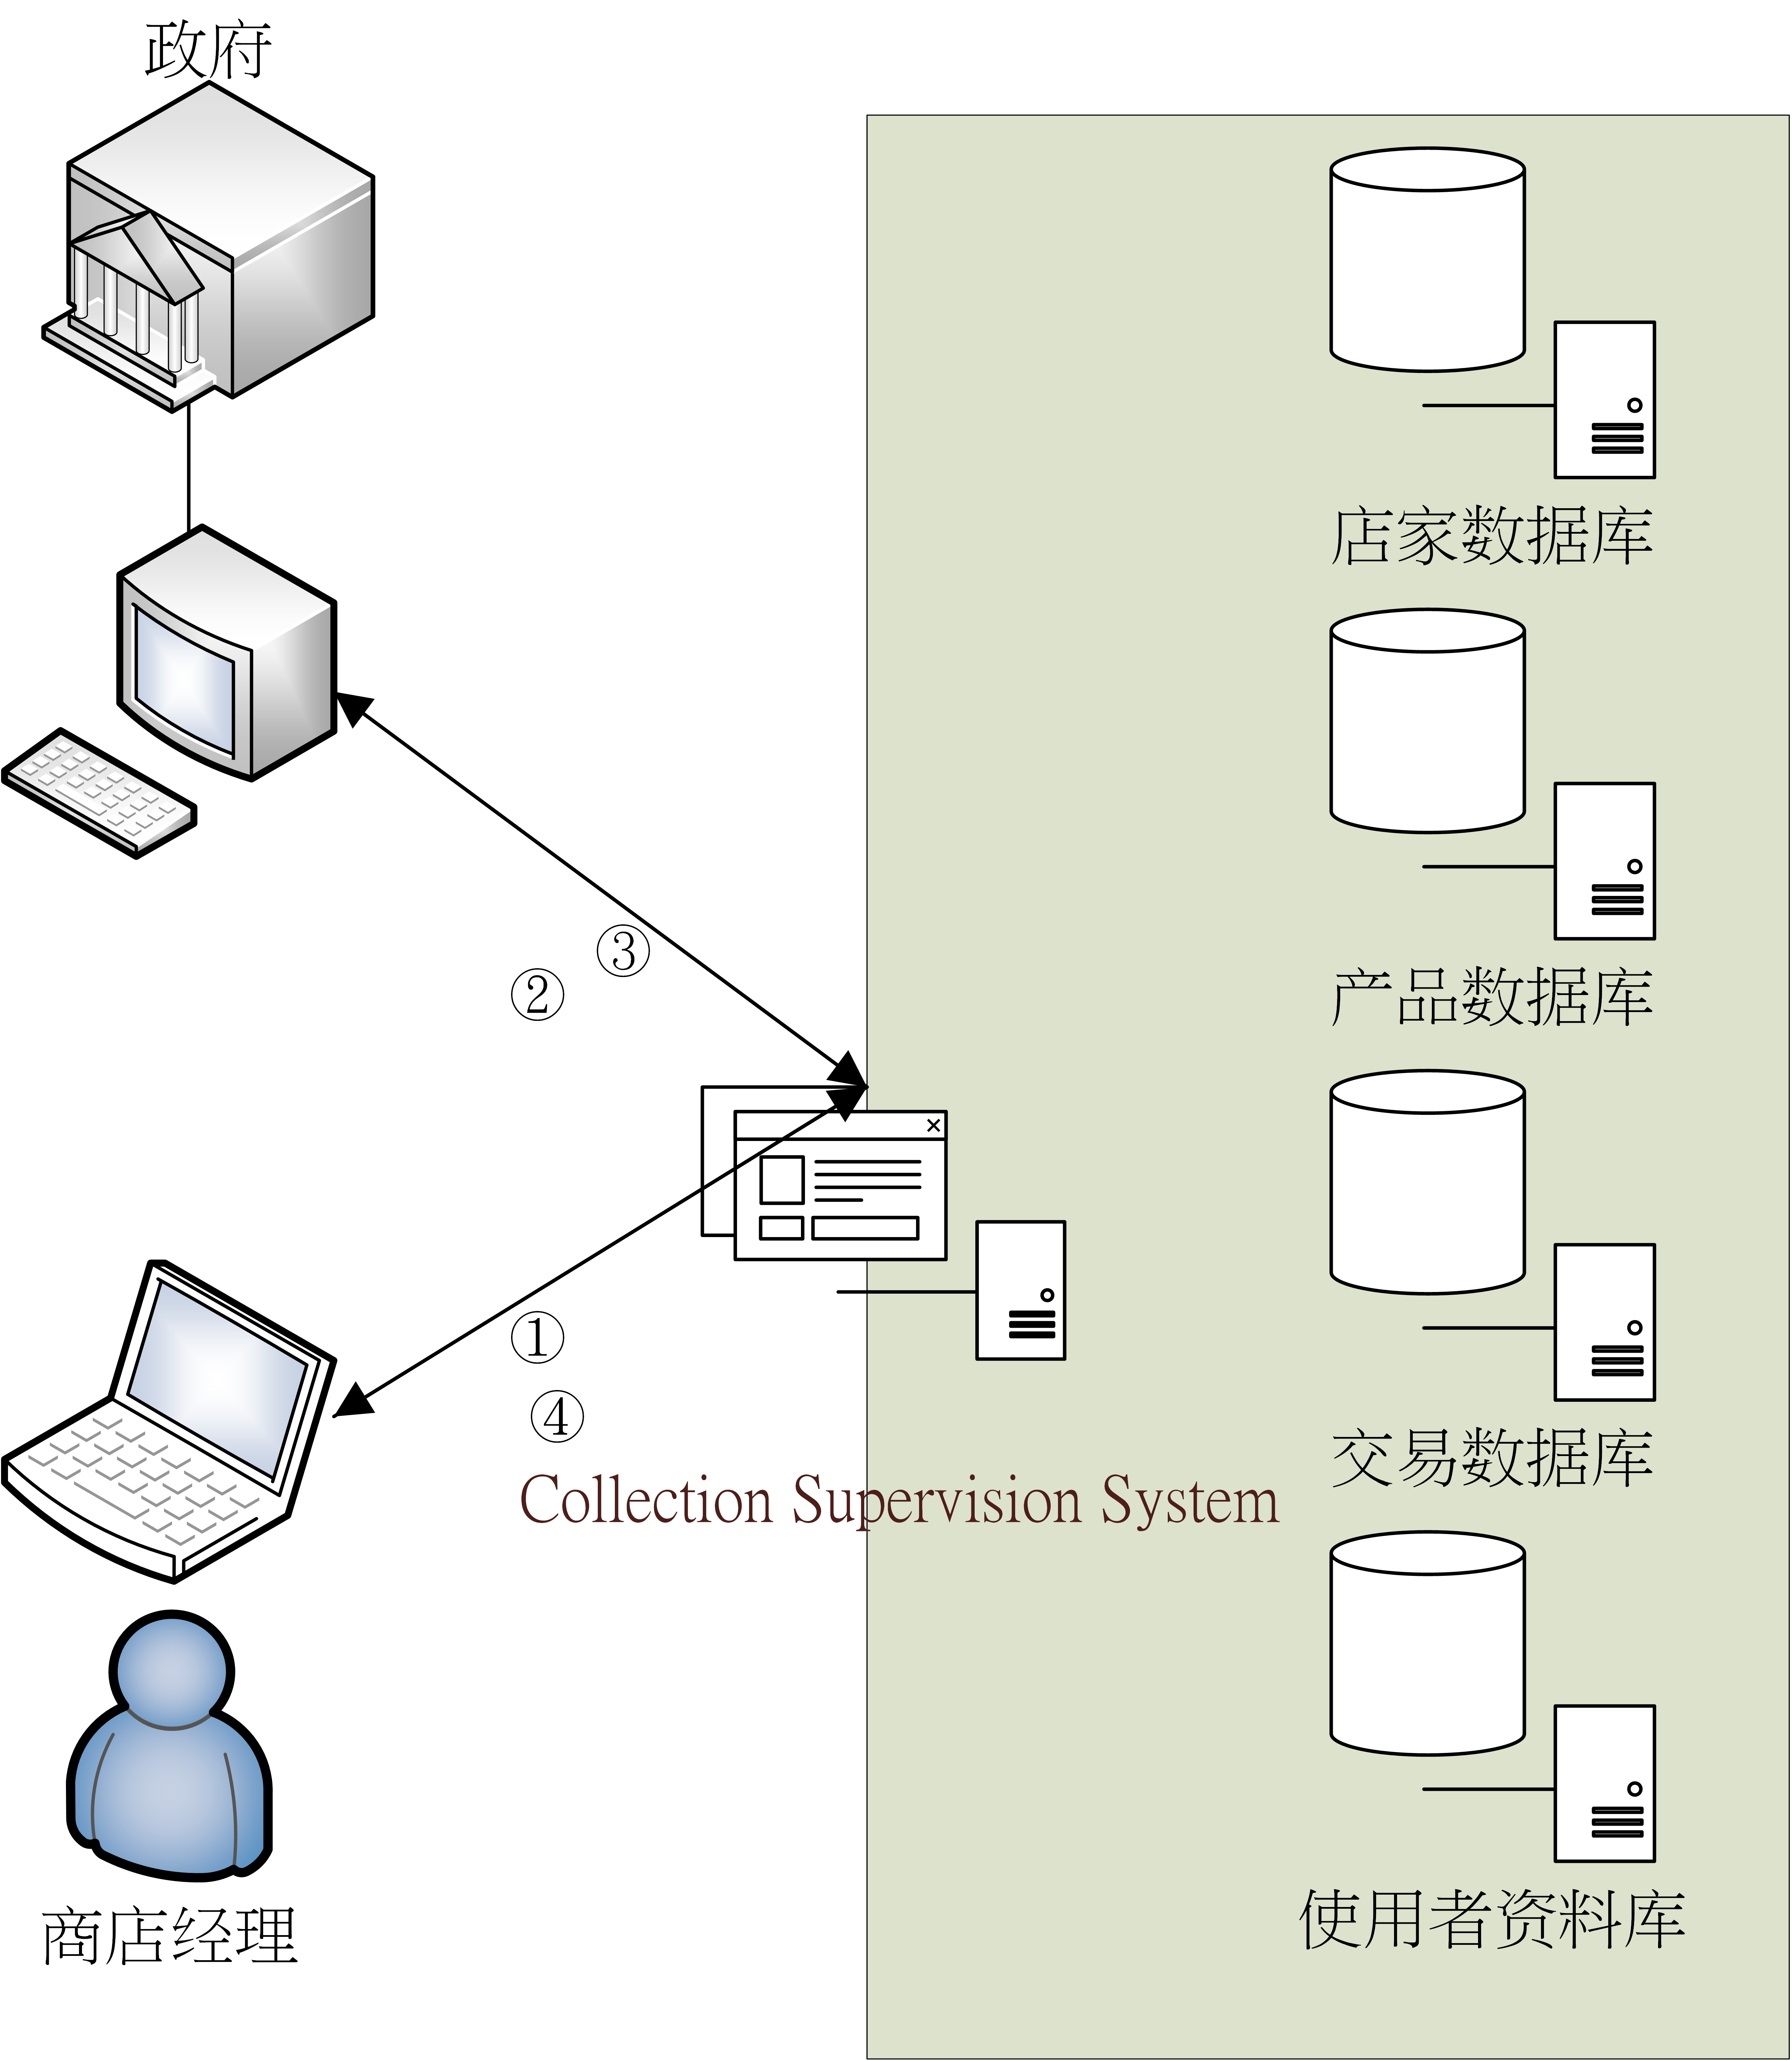 政府
店家数据库
③
②
产品数据库
①
④
交易数据库
Collection Supervision System
商店经理
使用者资料库